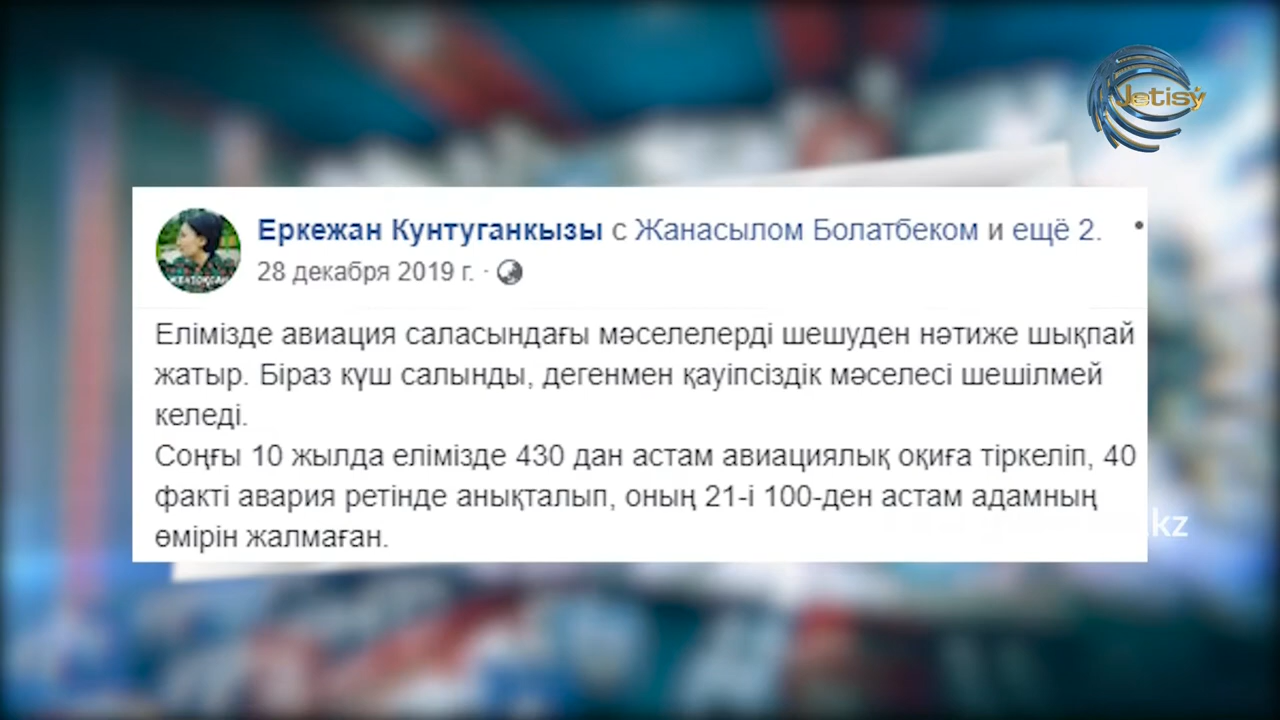 Jetisy
Еркежан Кунтуганкызы с Жанасылом Болатбеком и ещё 2.
28 декабря 2019 г. ·
Елімізде авиация саласындағы мәселелерді шешуден нәтиже шықпай
жатыр. Біраз күш салынды, дегенмен қауіпсіздік мәселесі шешілмей
келеді.
Соңғы 10 жылда елімізде 430 дан астам авиациялық оқиға тіркеліп, 40
факті авария ретінде анықталып, оның 21-і 100-ден астам адамның
өмірін жалмаған.
.kz